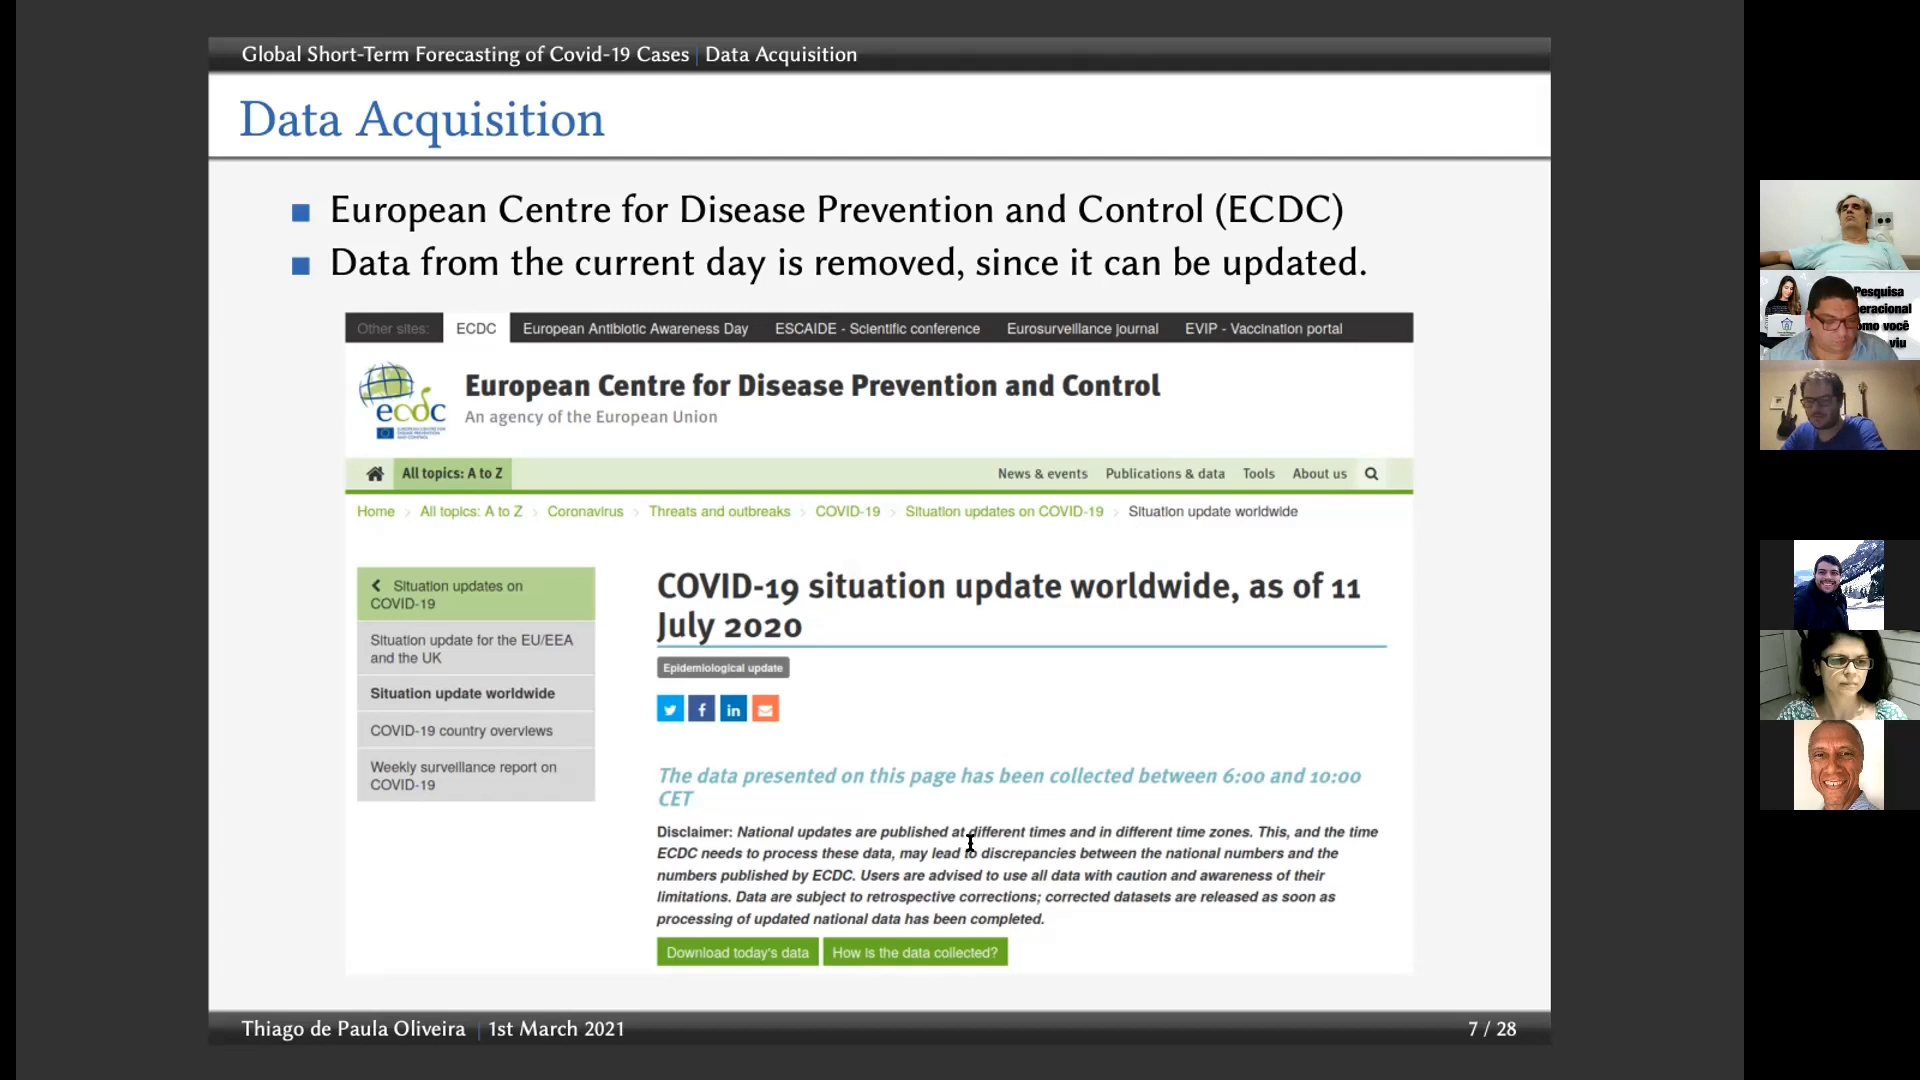 Global Short-Term Forecasting of Covid-19 Cases | Data Acquisition
Data Acquisition
European Centre for Disease Prevention and Control (ECDC)
Data from the current day is removed, since it can be updated.
Other sites: ECDC European Antibiotic Awareness Day ESCAIDE - Scientific conference Eurosurveillance journal EVIP - Vaccination portal
ecdc
European Centre for Disease Prevention and Control
An agency of the European Union
All topics: A to Z News & events Publications & data Tools About us
Home > All topics: A to Z > Coronavirus > Threats and outbreaks > COVID-19 > Situation updates on COVID-19 > Situation update worldwide
Situation updates on
COVID-19
Situation update for the EU/EEA
and the UK
Situation update worldwide
COVID-19 country overviews
Weekly surveillance report on
COVID-19
COVID-19 situation update worldwide, as of 11
July 2020
Epidemiological update
The data presented on this page has been collected between 6:00 and 10:00
CET
Disclaimer: National updates are published at different times and in different time zones. This, and the time
ECDC needs to process these data, may lead to discrepancies between the national numbers and the
numbers published by ECDC. Users are advised to use all data with caution and awareness of their
limitations. Data are subject to retrospective corrections; corrected datasets are released as soon as
processing of updated national data has been completed.
Download today's data How is the data collected?
Thiago de Paula Oliveira | 1st March 2021 7 / 28
Pesquisa
eracional
omo você
viu